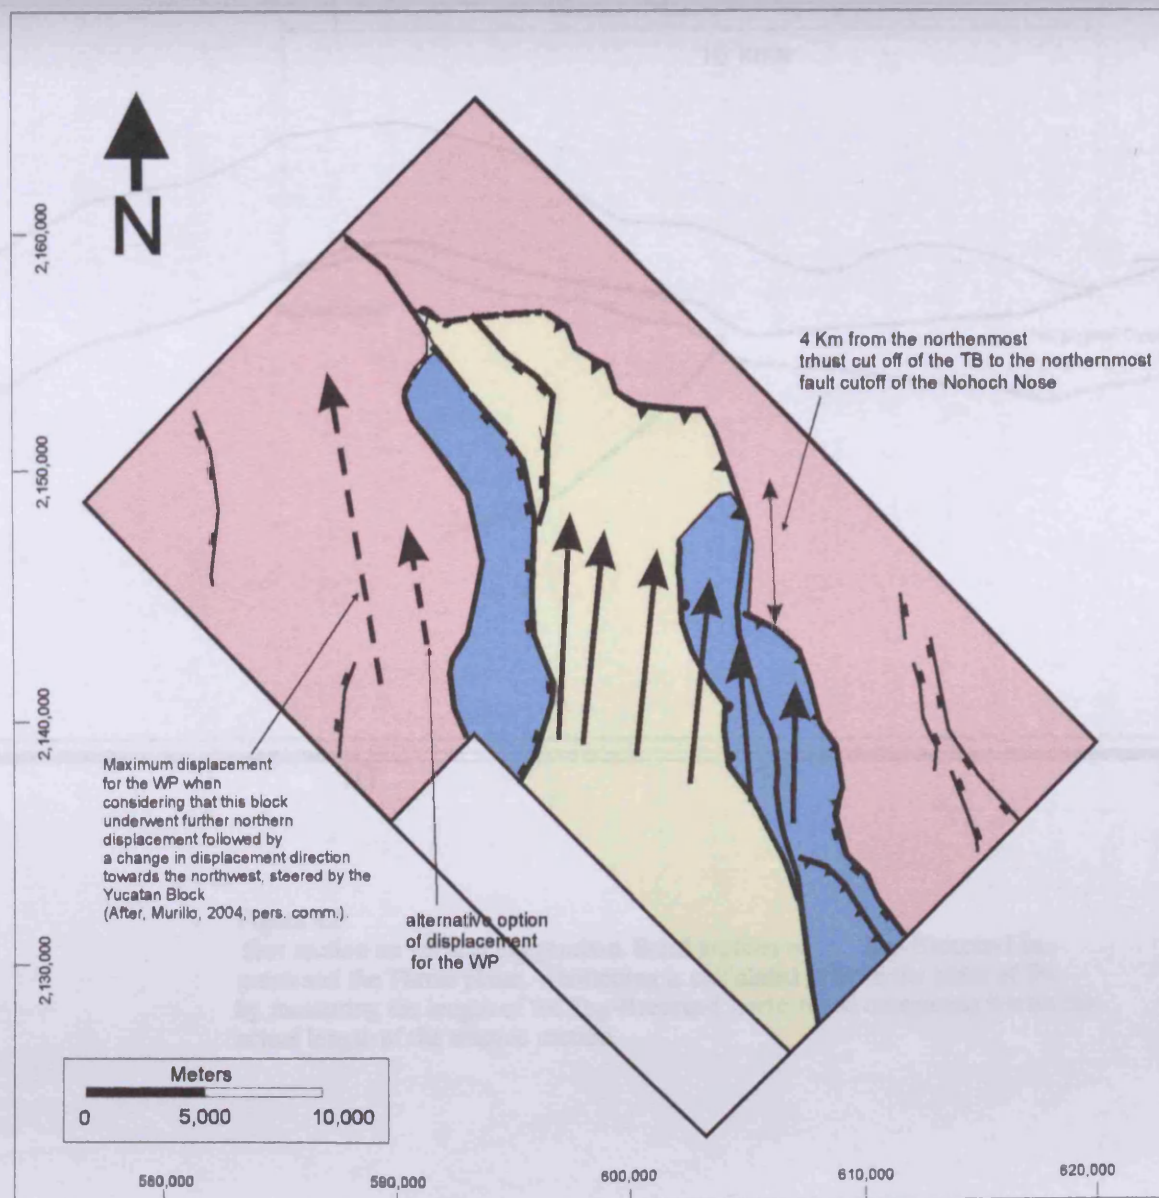 N
2,160,000
2,150,000
2,140,000
2,130,000
4 Km from the northenmost
trhust cut off of the TB to the northernmost
fault cutoff of the Nohoch Nose
Maximum displacement
for the WP when
considering that this block
underwent further northern
displacement followed by
a change in displacement direction
towards the northwest, steered by the
Yucatan Block
(After, Murillo, 2004, pers. comm.).
alternative option
of displacement
for the WP
Meters
0 5,000 10,000
580,000 590,000 600,000 610,000 620,000